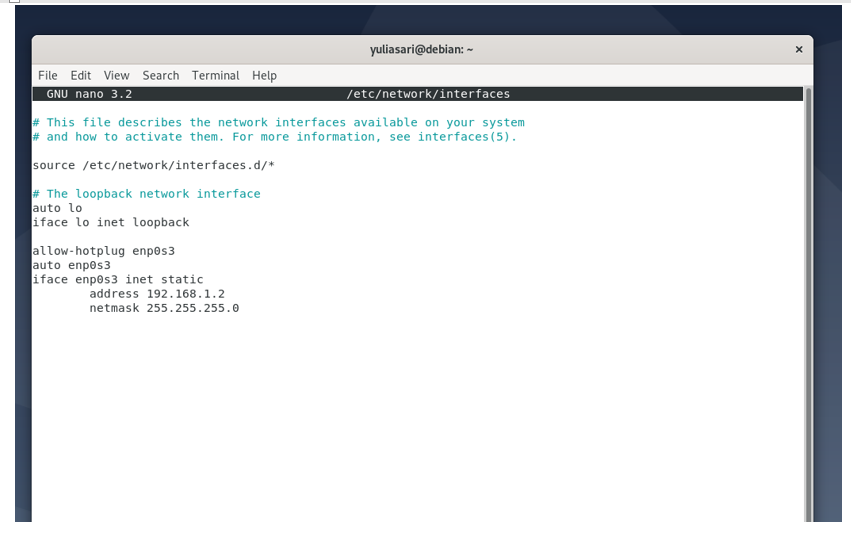 yuliasari@debian: ~ ×
File Edit View Search Terminal Help
GNU nano 3.2 /etc/network/interfaces
# This file describes the network interfaces available on your system
# and how to activate them. For more information, see interfaces(5).
source /etc/network/interfaces.d/*
# The loopback network interface
auto lo
iface lo inet loopback
allow-hotplug enp0s3
auto enp0s3
iface enp0s3 inet static
address 192.168.1.2
netmask 255.255.255.0